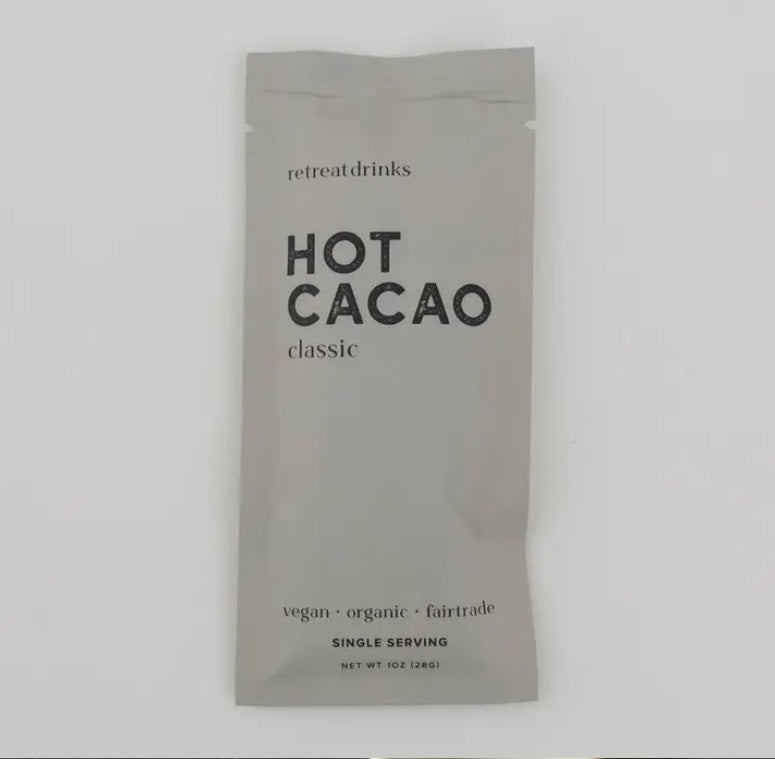 retreatdrinks
HOT
CACAO
classic
vegan · organic · fairtrade
SINGLE SERVING
NET WT 1OZ (28G)